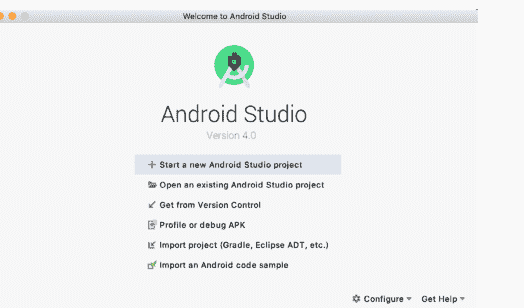 Welcome to Android Studio
Android Studio
Version 4.0
Start a new Android Studio project
Open an existing Android Studio project
Get from Version Control
Profile or debug APK
Import project (Gradle, Eclipse ADT, etc.)
Import an Android code sample
Configure Get Help